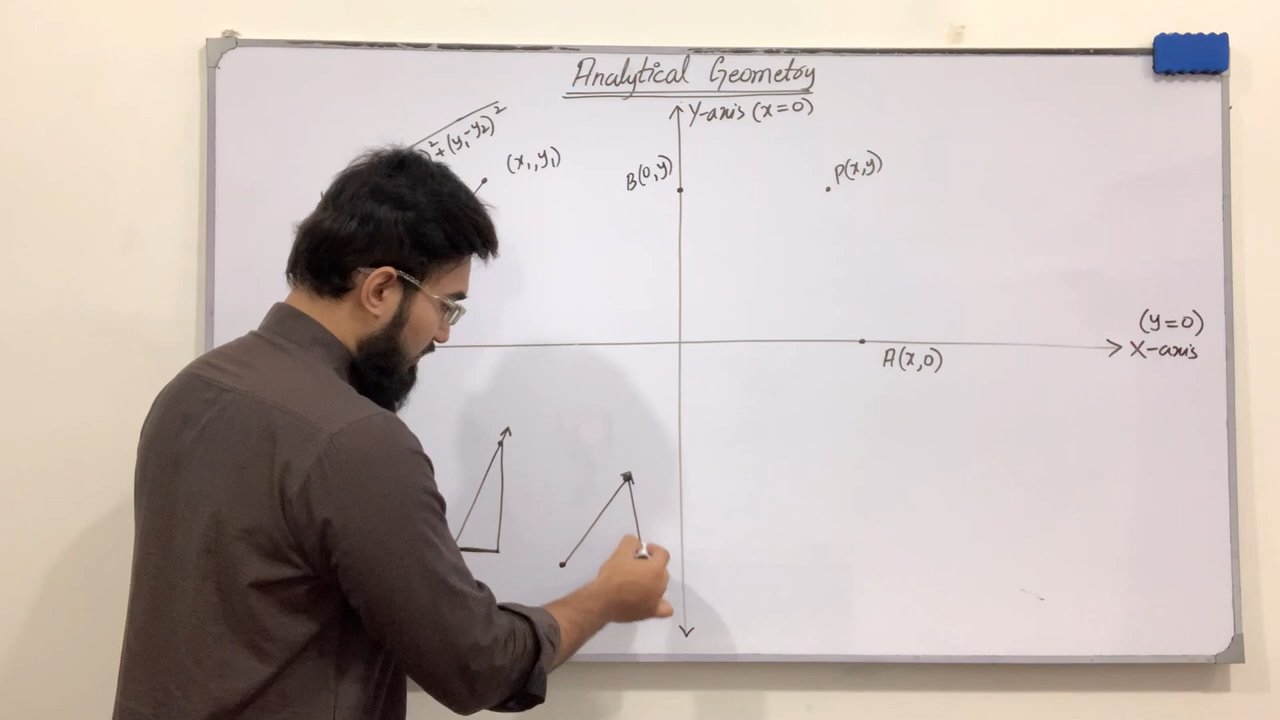 Analytical Geometry
Y-axis (x=0)
)²+(y₁-y₂)²
(x₁,y₁)
B(0,y)
P(x,y)
(y=0)
X-axis
A(x,0)